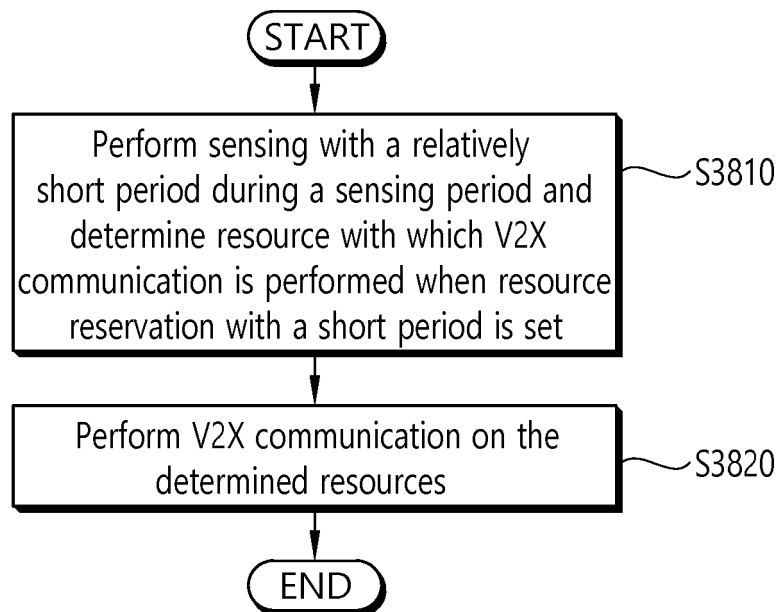 START
Perform sensing with a relatively
short period during a sensing period and
determine resource with which V2X
communication is performed when resource
reservation with a short period is set
S3810
Perform V2X communication on the
determined resources
S3820
END